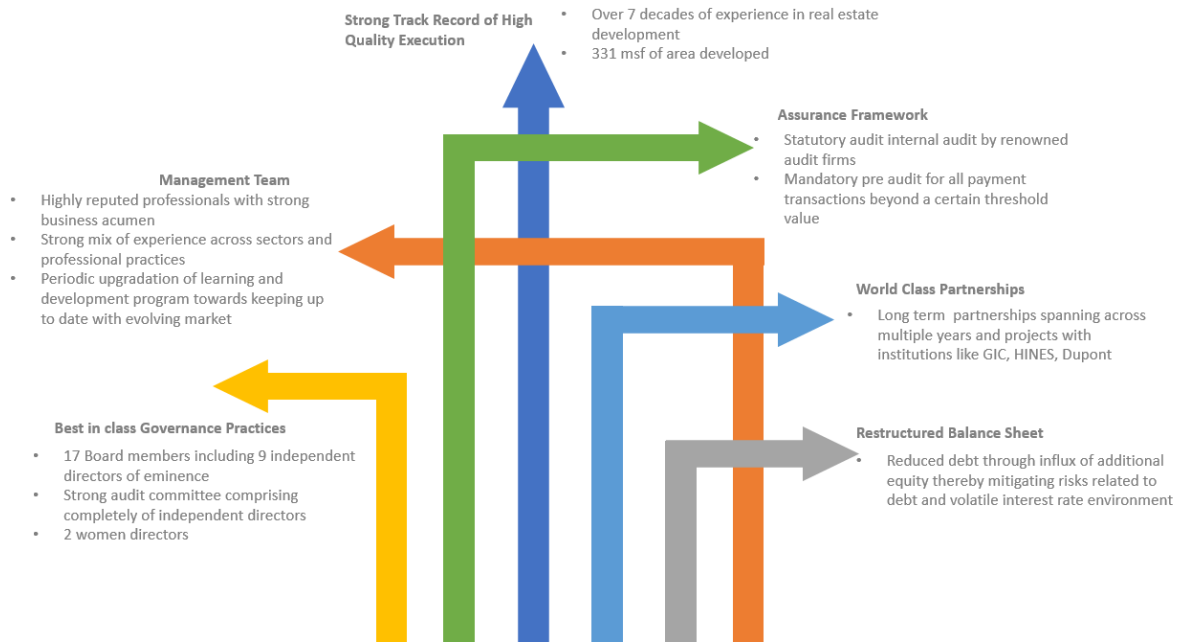 Strong Track Record of High
Quality Execution
• Over 7 decades of experience in real estate
development
• 331 msf of area developed
Assurance Framework
• Statutory audit internal audit by renowned
audit firms
• Mandatory pre audit for all payment
transactions beyond a certain threshold
value
Management Team
• Highly reputed professionals with strong
business acumen
• Strong mix of experience across sectors and
professional practices
• Periodic upgradation of learning and
development program towards keeping up
to date with evolving market
World Class Partnerships
• Long term partnerships spanning across
multiple years and projects with
institutions like GIC, HINES, Dupont
Best in class Governance Practices
• 17 Board members including 9 independent
directors of eminence
• Strong audit committee comprising
completely of independent directors
• 2 women directors
Restructured Balance Sheet
• Reduced debt through influx of additional
equity thereby mitigating risks related to
debt and volatile interest rate environment